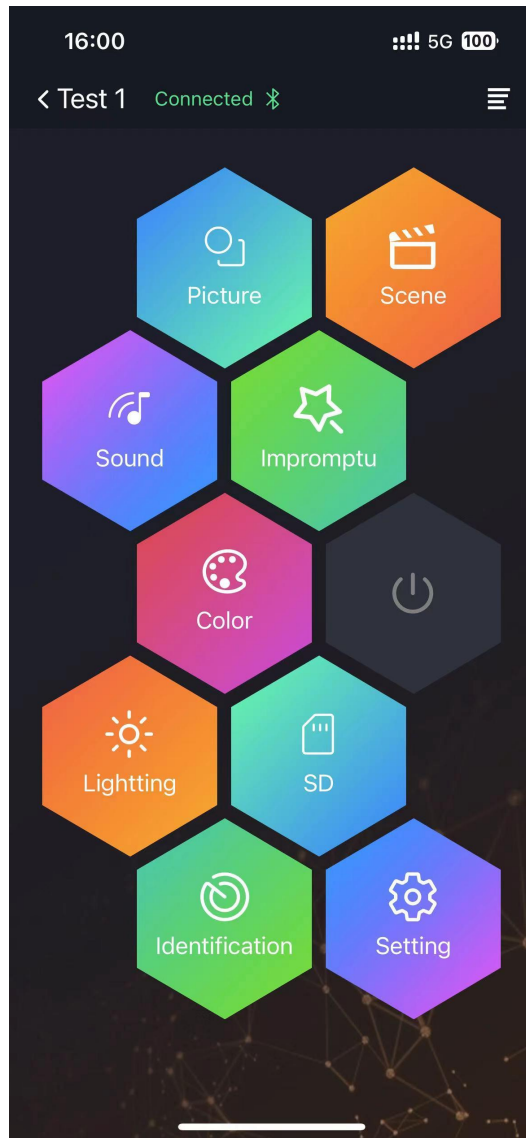 16:00 5G 100
Test 1 Connected
Picture
Scene
Sound
Impromptu
Color
Lightting
SD
Identification
Setting